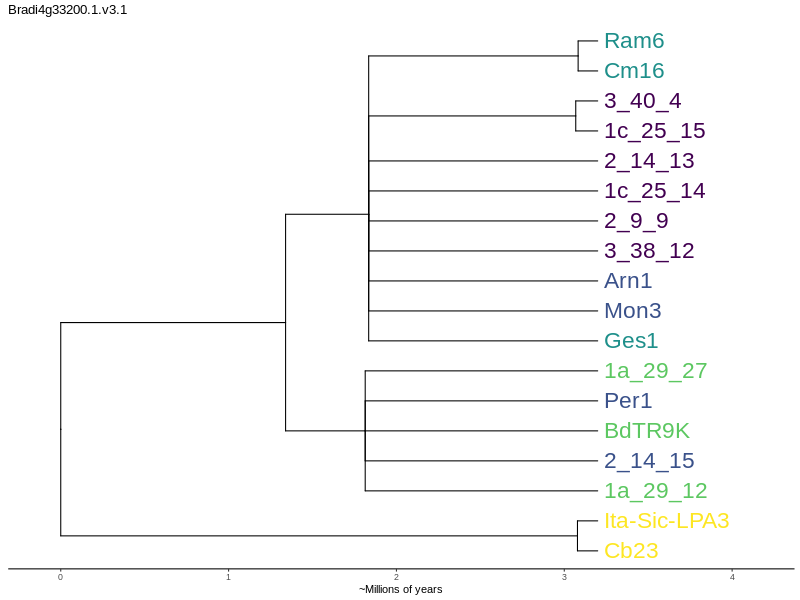 Bradi4g33200.1.v3.1
Ram6
Cm16
3_40_4
1c_25_15
2_14_13
1c_25_14
2_9_9
3_38_12
Arn1
Mon3
Ges1
1a_29_27
Per1
BdTR9K
2_14_15
1a_29_12
Ita-Sic-LPA3
Cb23
0 1 2 3 4
~Millions of years